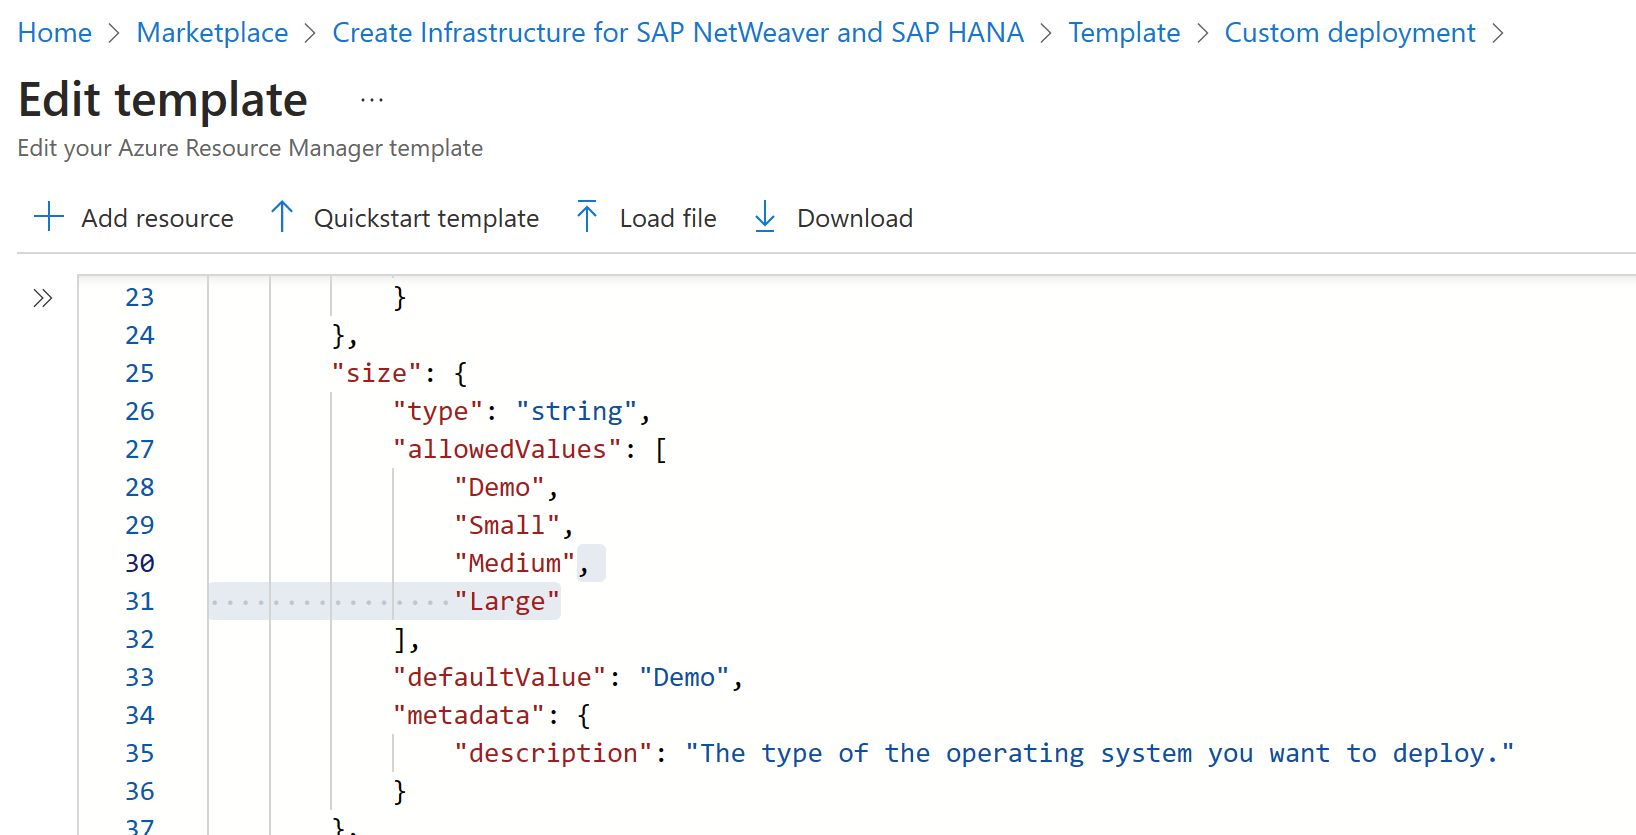 Home > Marketplace > Create Infrastructure for SAP NetWeaver and SAP HANA > Template > Custom deployment >
Edit template ...
Edit your Azure Resource Manager template
Add resource Quickstart template Load file Download
23 }
24 },
25 "size": {
26 "type": "string",
27 "allowedValues": [
28 "Demo",
29 "Small",
30 "Medium",
31 "Large"
32 ],
33 "defaultValue": "Demo",
34 "metadata": {
35 "description": "The type of the operating system you want to deploy."
36 }
37 },